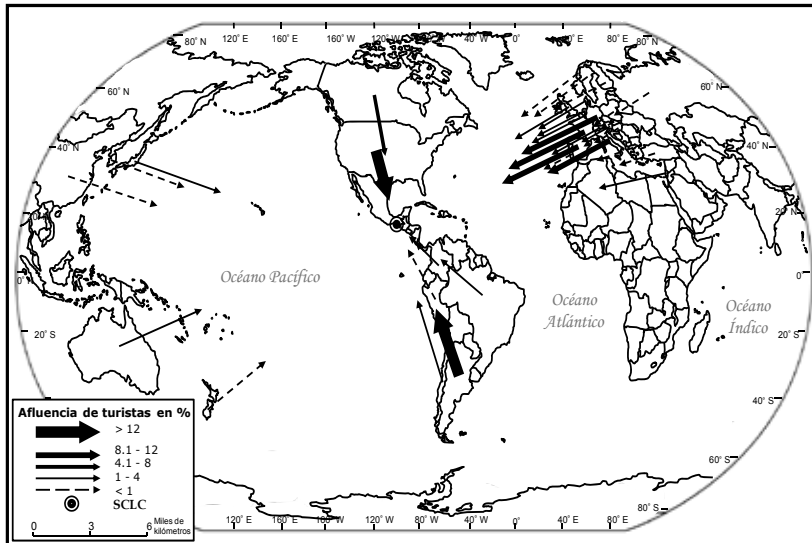 120° E 160° E 160° W 120° W 80° W 40° W 0° 40° E 80° E
80° N 80° N
60° N 60° N
40° N 40° N
20° N
0° N 0° N
20° S 20° S
40° S 40° S
60° S
80° S
Océano Pacífico
Océano
Atlántico
Océano
Índico
Afluencia de turistas en %
> 12
8.1 - 12
4.1 - 8
1 - 4
< 1
SCLC
0 3 6 Miles de
kilómetros
120° E 160° E 160° W 120° W 80° W 40° W 0° 40° E 80° E